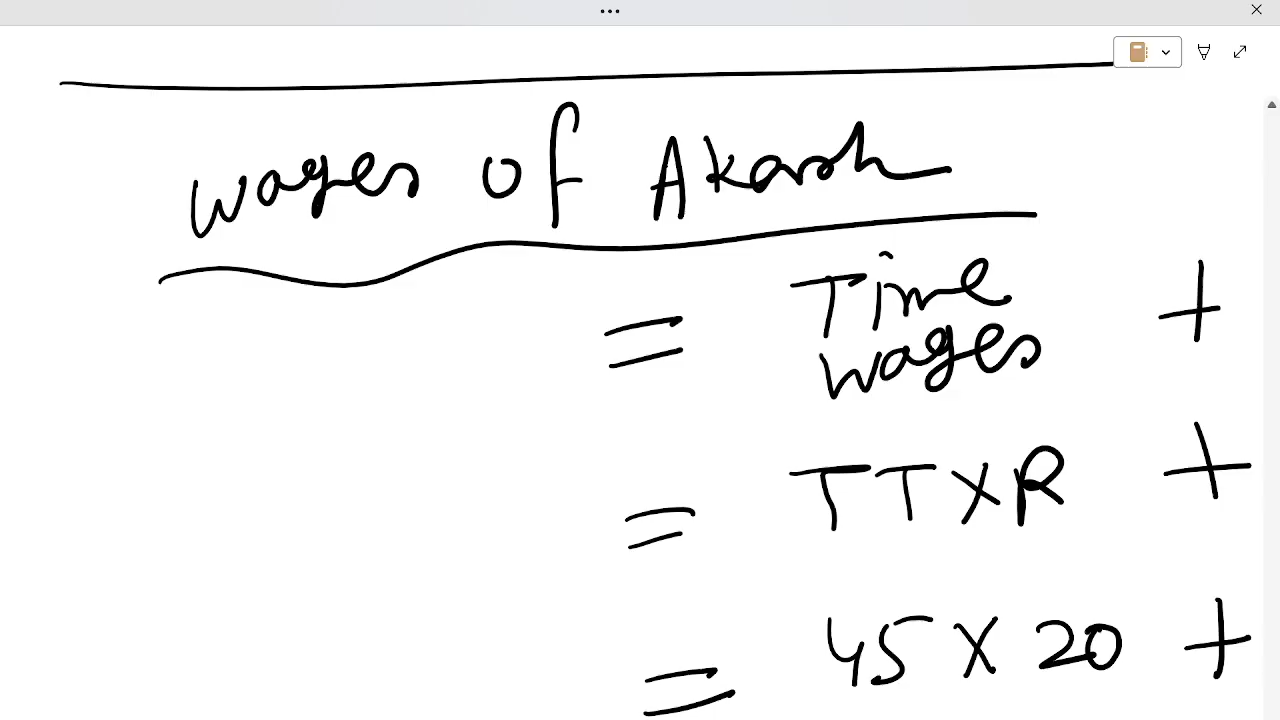 Wages of Akash
= Time wages +
= TT X R +
= 45 X 20 +